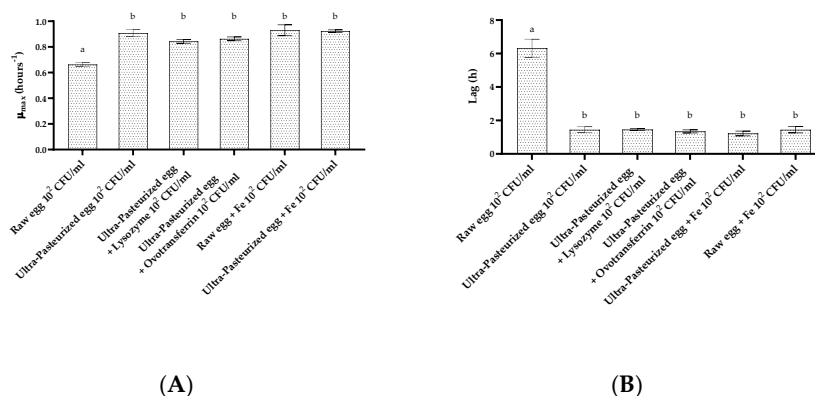 a
b
b
b
b
b
1.0
0.8
0.6
0.4
0.2
0.0
μmax (hours-1)
Raw egg 10² CFU/ml
Ultra-Pasteurized egg 10² CFU/ml
Ultra-Pasteurized egg
+ Lysozyme 10² CFU/ml
Ultra-Pasteurized egg
+ Ovotransferrin 10² CFU/ml
Raw egg + Fe 10² CFU/ml
Ultra-Pasteurized egg + Fe 10² CFU/ml
(A)
a
b
b
b
b
b
8
6
4
2
0
Lag (h)
Raw egg 10² CFU/ml
Ultra-Pasteurized egg 10² CFU/ml
Ultra-Pasteurized egg
+ Lysozyme 10² CFU/ml
Ultra-Pasteurized egg
+ Ovotransferrin 10² CFU/ml
Ultra-Pasteurized egg + Fe 10² CFU/ml
Raw egg + Fe 10² CFU/ml
(B)